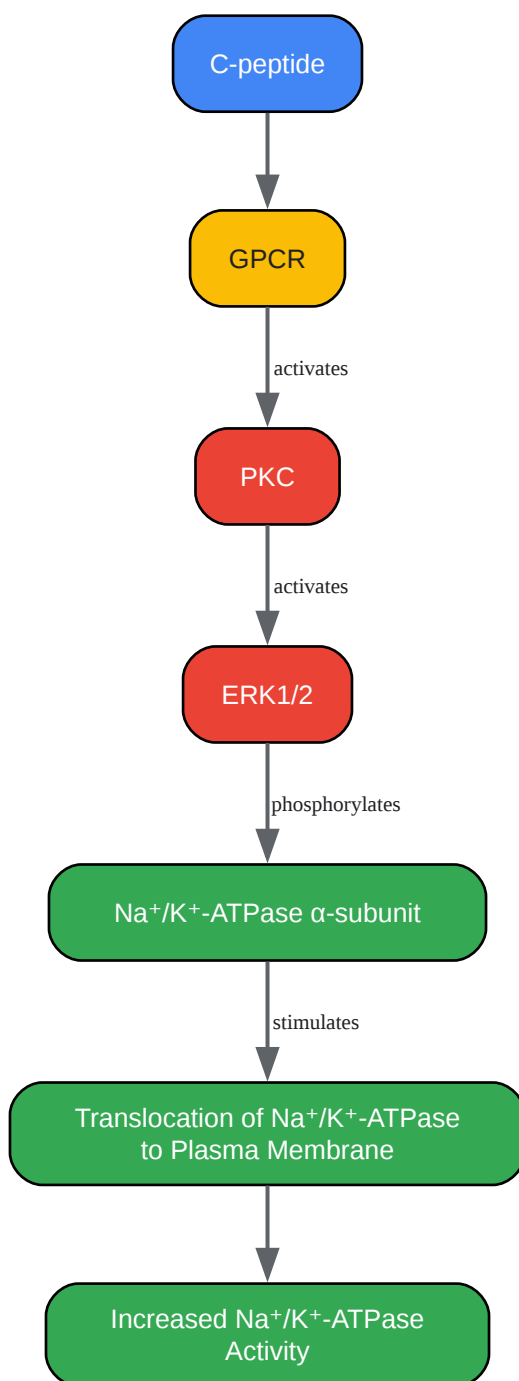 C-peptide
GPCR
activates
PKC
activates
ERK1/2
phosphorylates
Na⁺/K⁺-ATPase α-subunit
stimulates
Translocation of Na⁺/K⁺-ATPase
to Plasma Membrane
Increased Na⁺/K⁺-ATPase
Activity